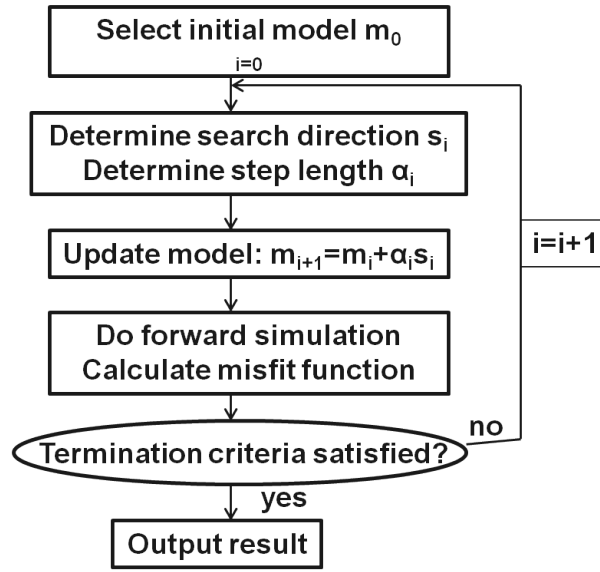 Select initial model m₀
i=0
Determine search direction sᵢ
Determine step length αᵢ
i=i+1
Update model: mᵢ₊₁=mᵢ+αᵢsᵢ
Do forward simulation
Calculate misfit function
no
Termination criteria satisfied?
yes
Output result